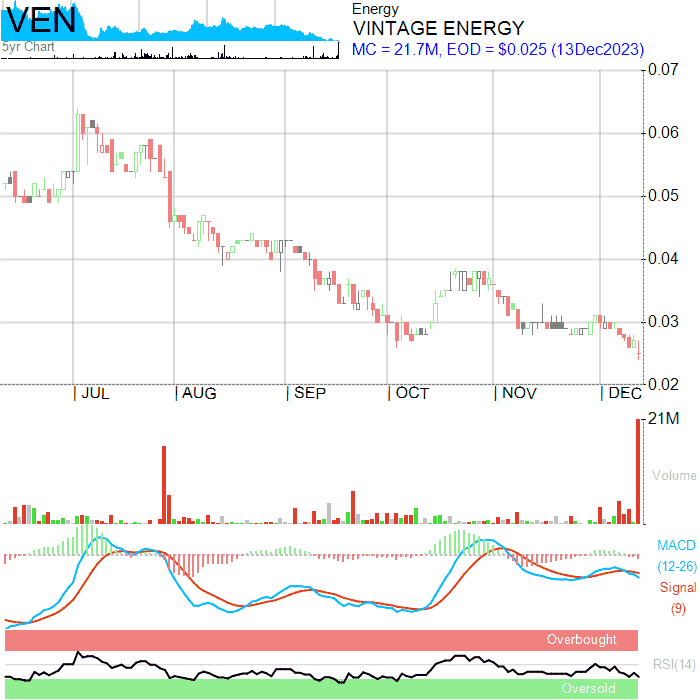 VEN
5yr Chart
Energy
VINTAGE ENERGY
MC = 21.7M, EOD = $0.025 (13Dec2023)
0.07
0.06
0.05
0.04
0.03
0.02
JUL AUG SEP OCT NOV DEC
21M
Volume
MACD
(12-26)
Signal
(9)
Overbought
RSI(14)
Oversold